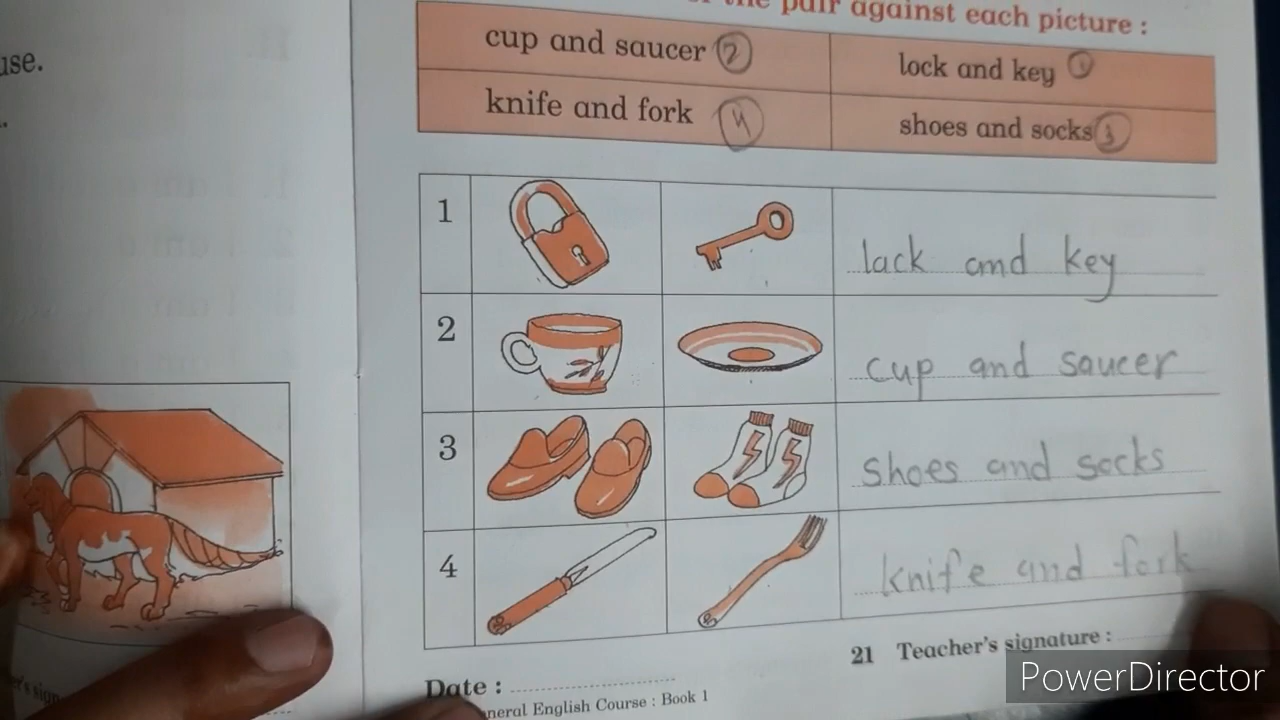 the pair against each picture :
use.
cup and saucer 2
lock and key 1
knife and fork 4
shoes and socks 3
1
lack and key
2
cup and saucer
3
shoes and socks
4
knife and fork
21 Teacher's signature :
Date :
neral English Course : Book 1
PowerDirector